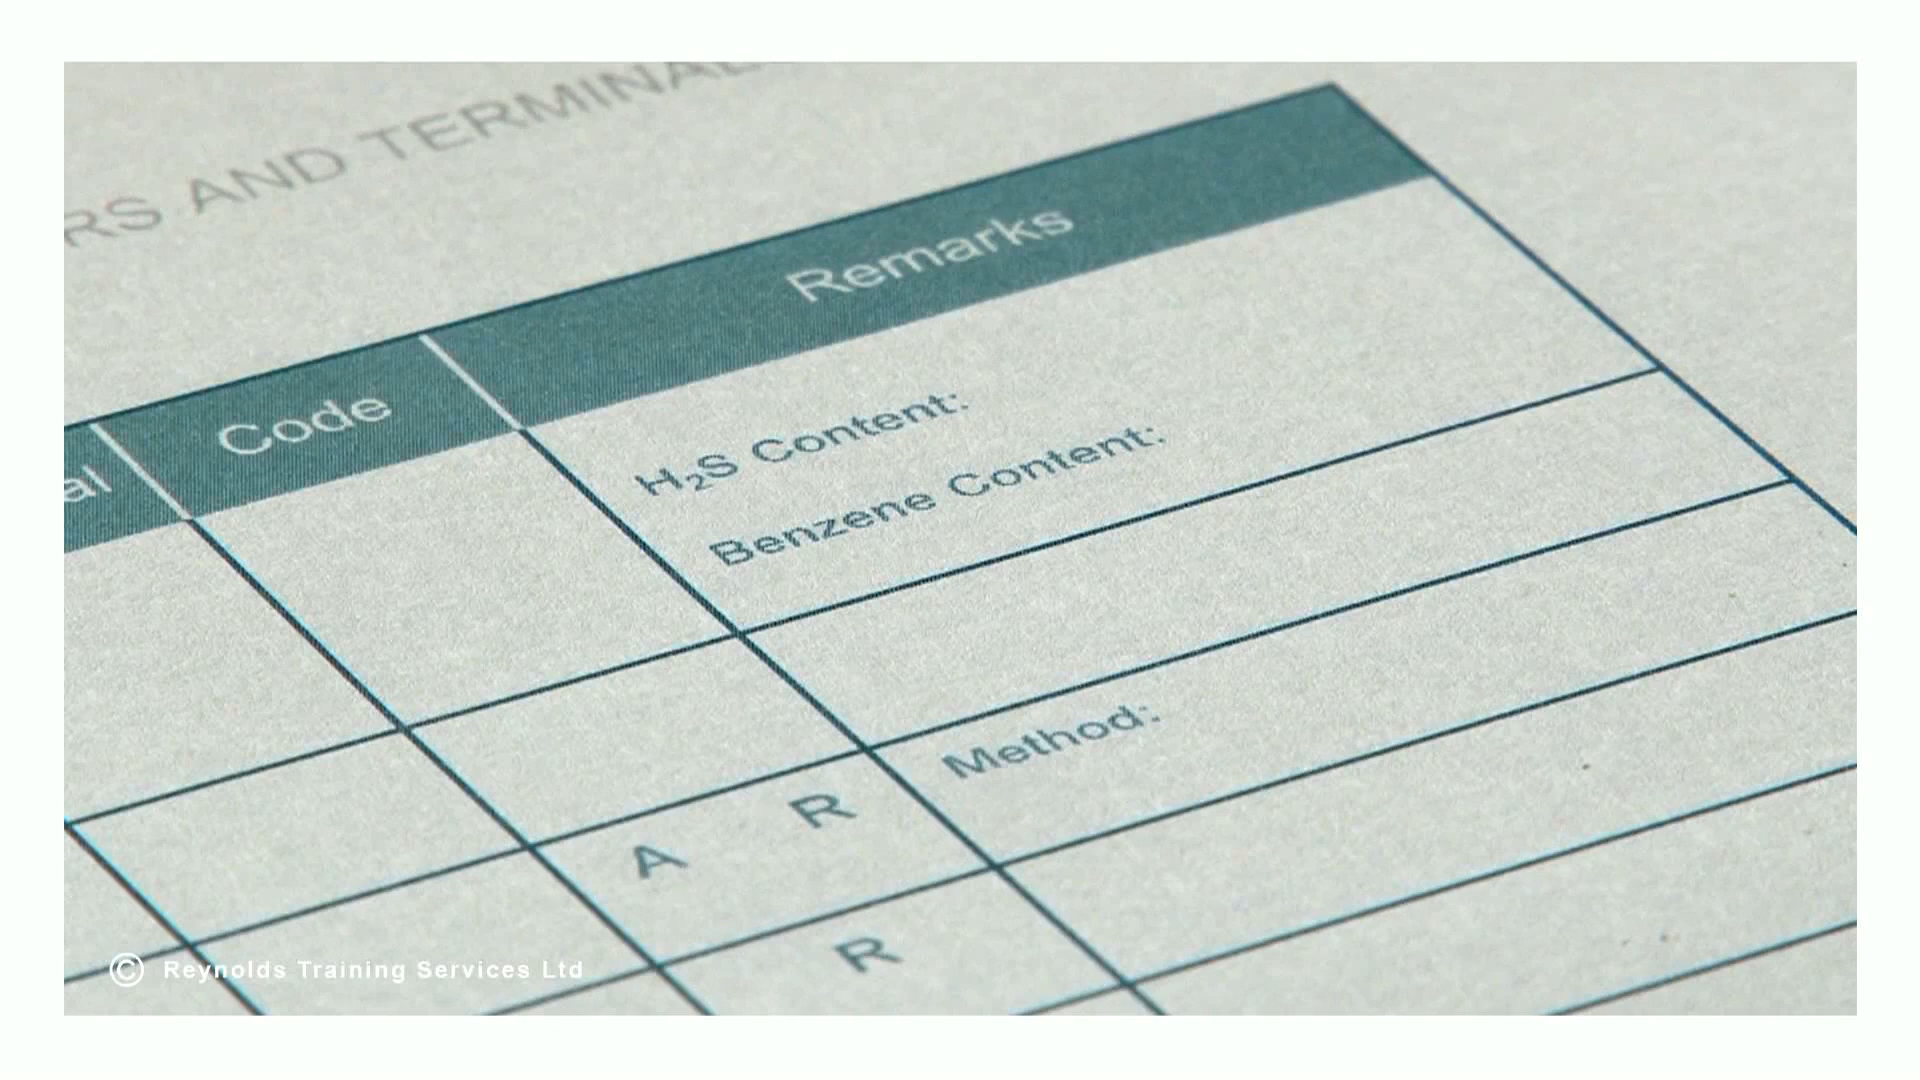 RS AND TERMINAL
al Code Remarks
H₂S Content:
Benzene Content:
A R Method:
R
© Reynolds Training Services Ltd